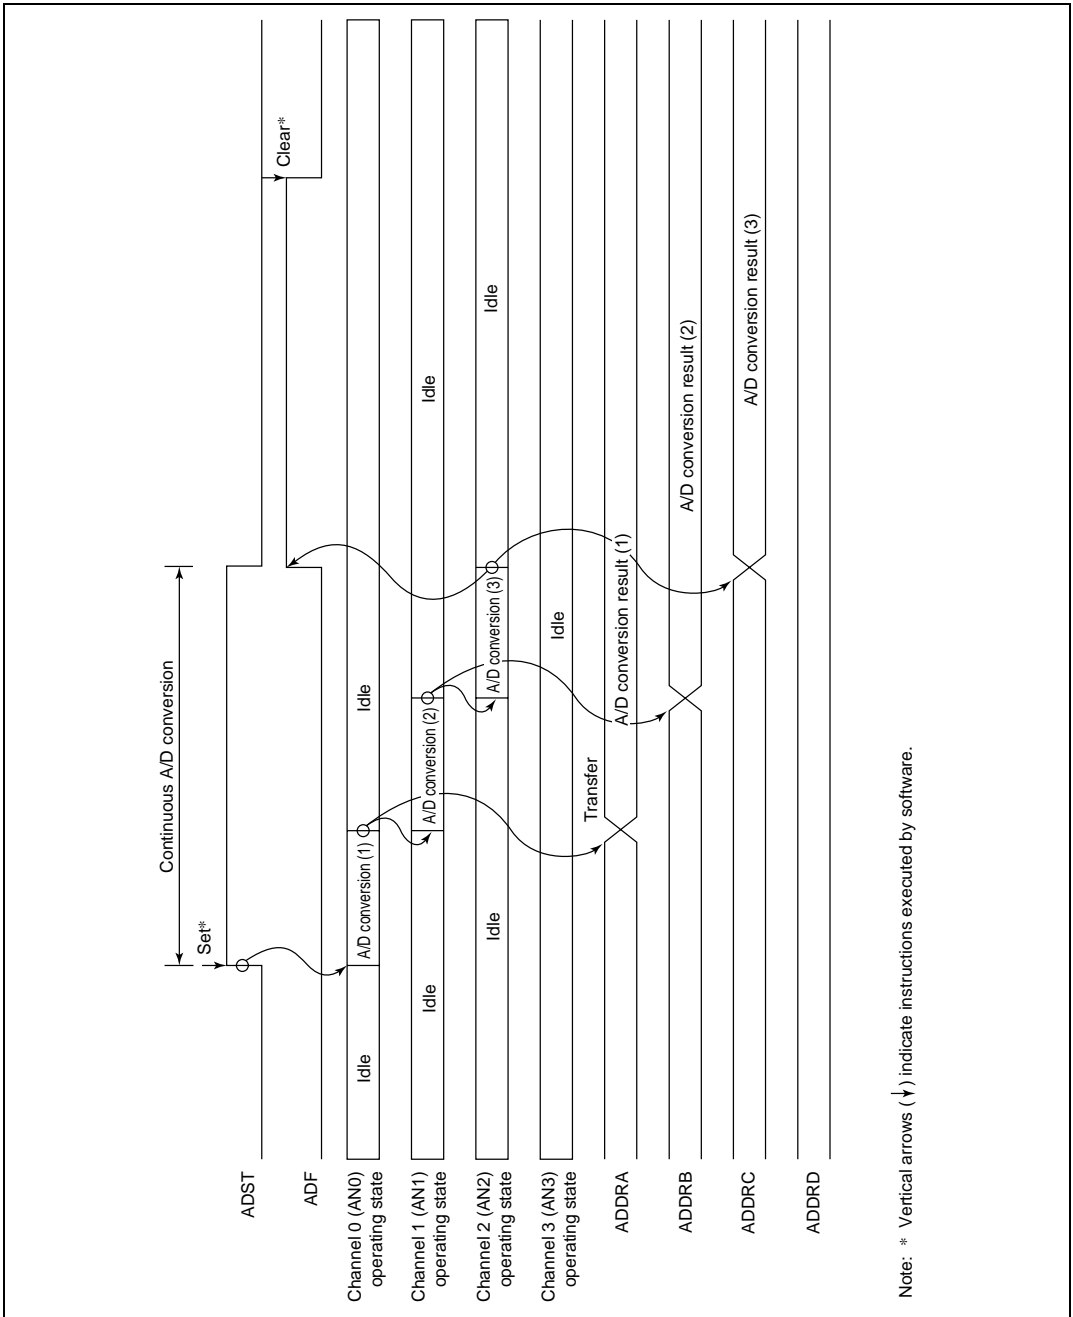 Continuous A/D conversion
Set*
Clear*
ADST
ADF
Channel 0 (AN0)
operating state
Idle
A/D conversion (1)
Idle
Channel 1 (AN1)
operating state
Idle
A/D conversion (2)
Idle
Channel 2 (AN2)
operating state
Idle
A/D conversion (3)
Idle
Channel 3 (AN3)
operating state
Idle
Transfer
ADDRA
A/D conversion result (1)
ADDRB
A/D conversion result (2)
ADDRC
A/D conversion result (3)
ADDRD
Note: * Vertical arrows (↓) indicate instructions executed by software.